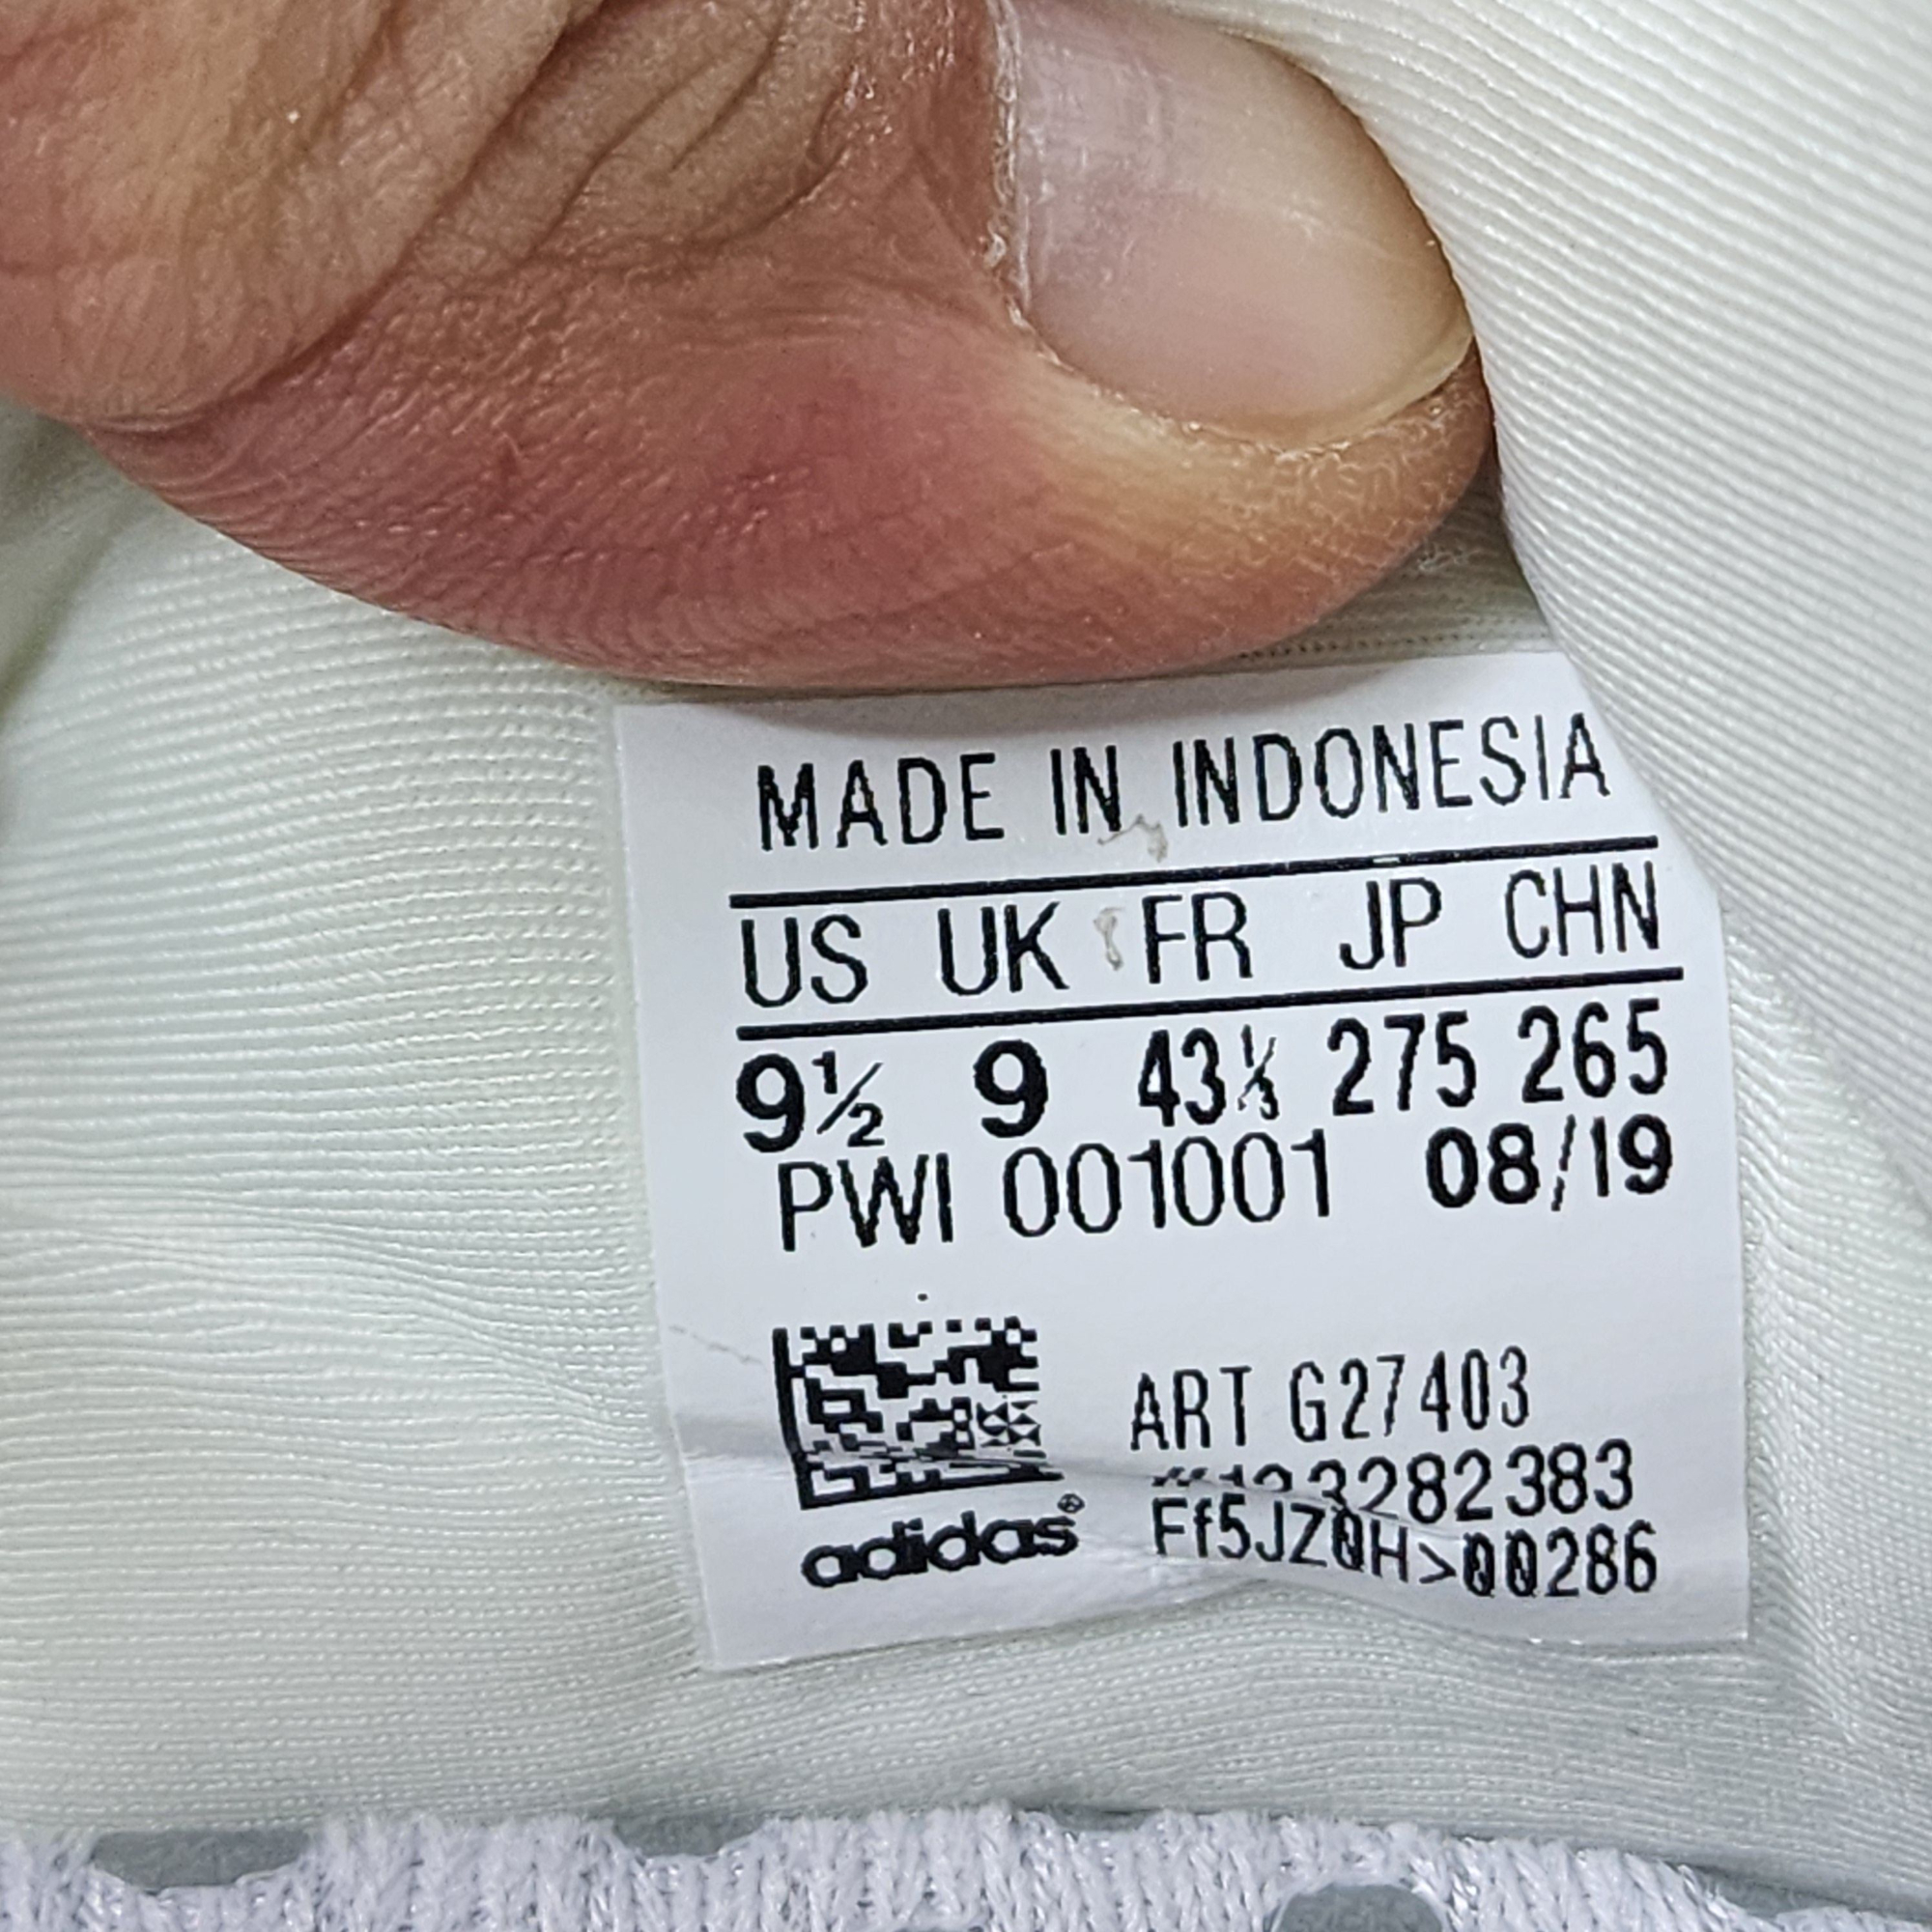 MADE IN INDONESIA
US UK FR JP CHN
9½ 9 43⅓ 275 265
PWI 001001 08/19
ART G27403
#123282383
Ff5JZ0H>00286
adidas®